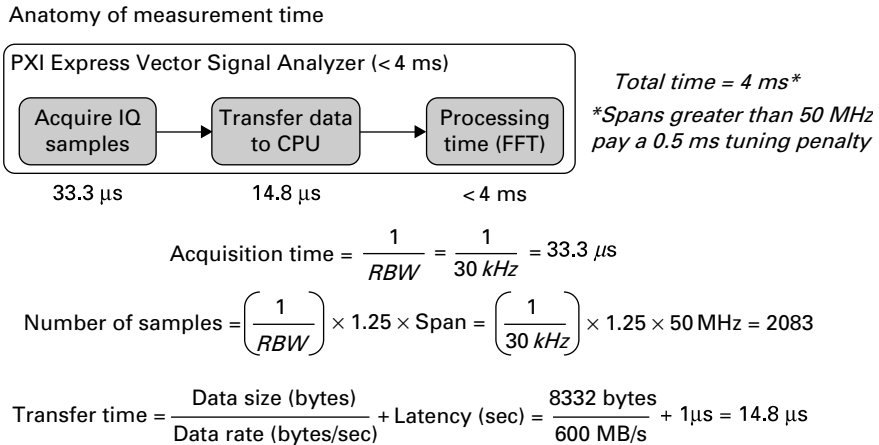 Anatomy of measurement time
PXI Express Vector Signal Analyzer (< 4 ms)
Acquire IQ
samples
Transfer data
to CPU
Processing
time (FFT)
33.3 μs
14.8 μs
< 4 ms
Total time = 4 ms*
*Spans greater than 50 MHz
pay a 0.5 ms tuning penalty
Acquisition time = 1/RBW = 1/30 kHz = 33.3 μs
Number of samples = (1/RBW) × 1.25 × Span = (1/30 kHz) × 1.25 × 50 MHz = 2083
Transfer time = Data size (bytes)/Data rate (bytes/sec) + Latency (sec) = 8332 bytes/600 MB/s + 1μs = 14.8 μs